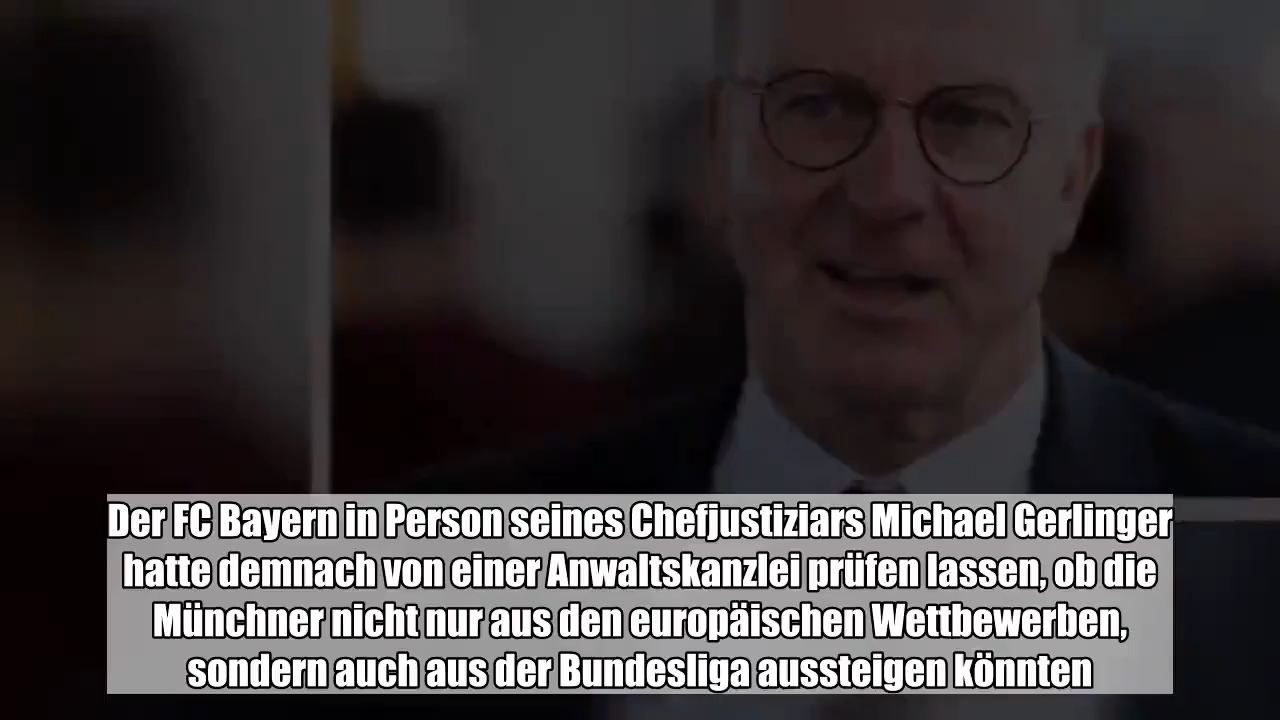 Der FC Bayern in Person seines Chefjustiziars Michael Gerlinger
hatte demnach von einer Anwaltskanzlei prüfen lassen, ob die
Münchner nicht nur aus den europäischen Wettbewerben,
sondern auch aus der Bundesliga aussteigen könnten